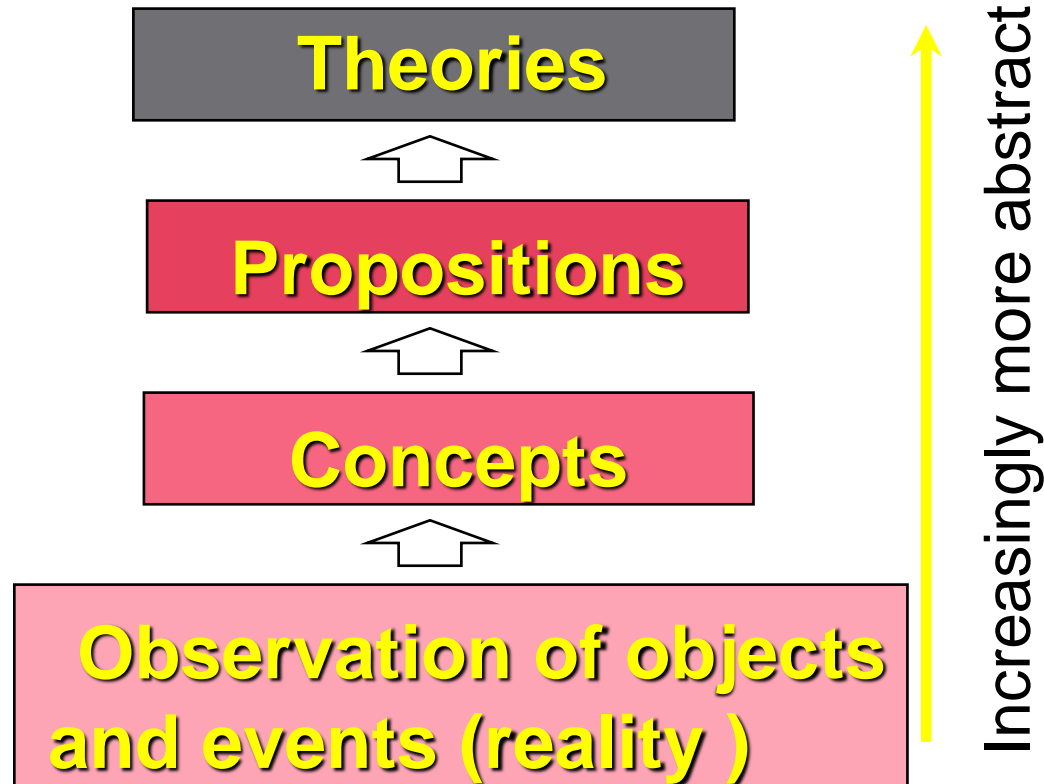 Theories
Propositions
Concepts
Observation of objects
and events (reality )
Increasingly more abstract